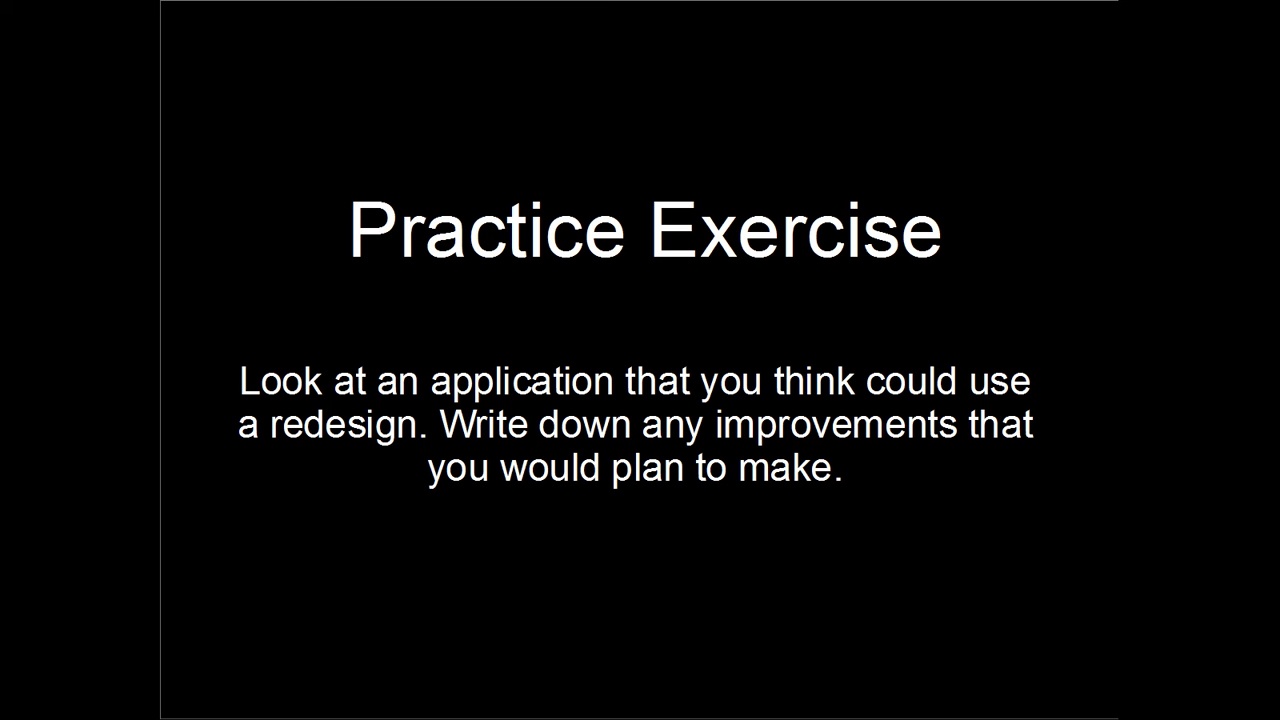 Practice Exercise
Look at an application that you think could use
a redesign. Write down any improvements that
you would plan to make.